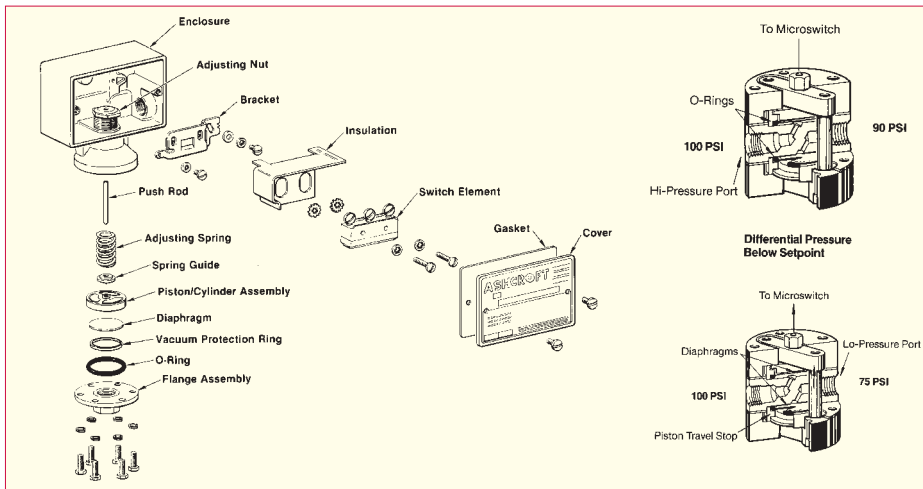 Enclosure
Adjusting Nut
Bracket
Insulation
Push Rod
Switch Element
Adjusting Spring
Gasket
Cover
Spring Guide
Piston/Cylinder Assembly
Diaphragm
Vacuum Protection Ring
O-Ring
Flange Assembly
ASHCROFT
To Microswitch
O-Rings
90 PSI
100 PSI
Hi-Pressure Port
Differential Pressure
Below Setpoint
To Microswitch
Lo-Pressure Port
Diaphragms
75 PSI
100 PSI
Piston Travel Stop